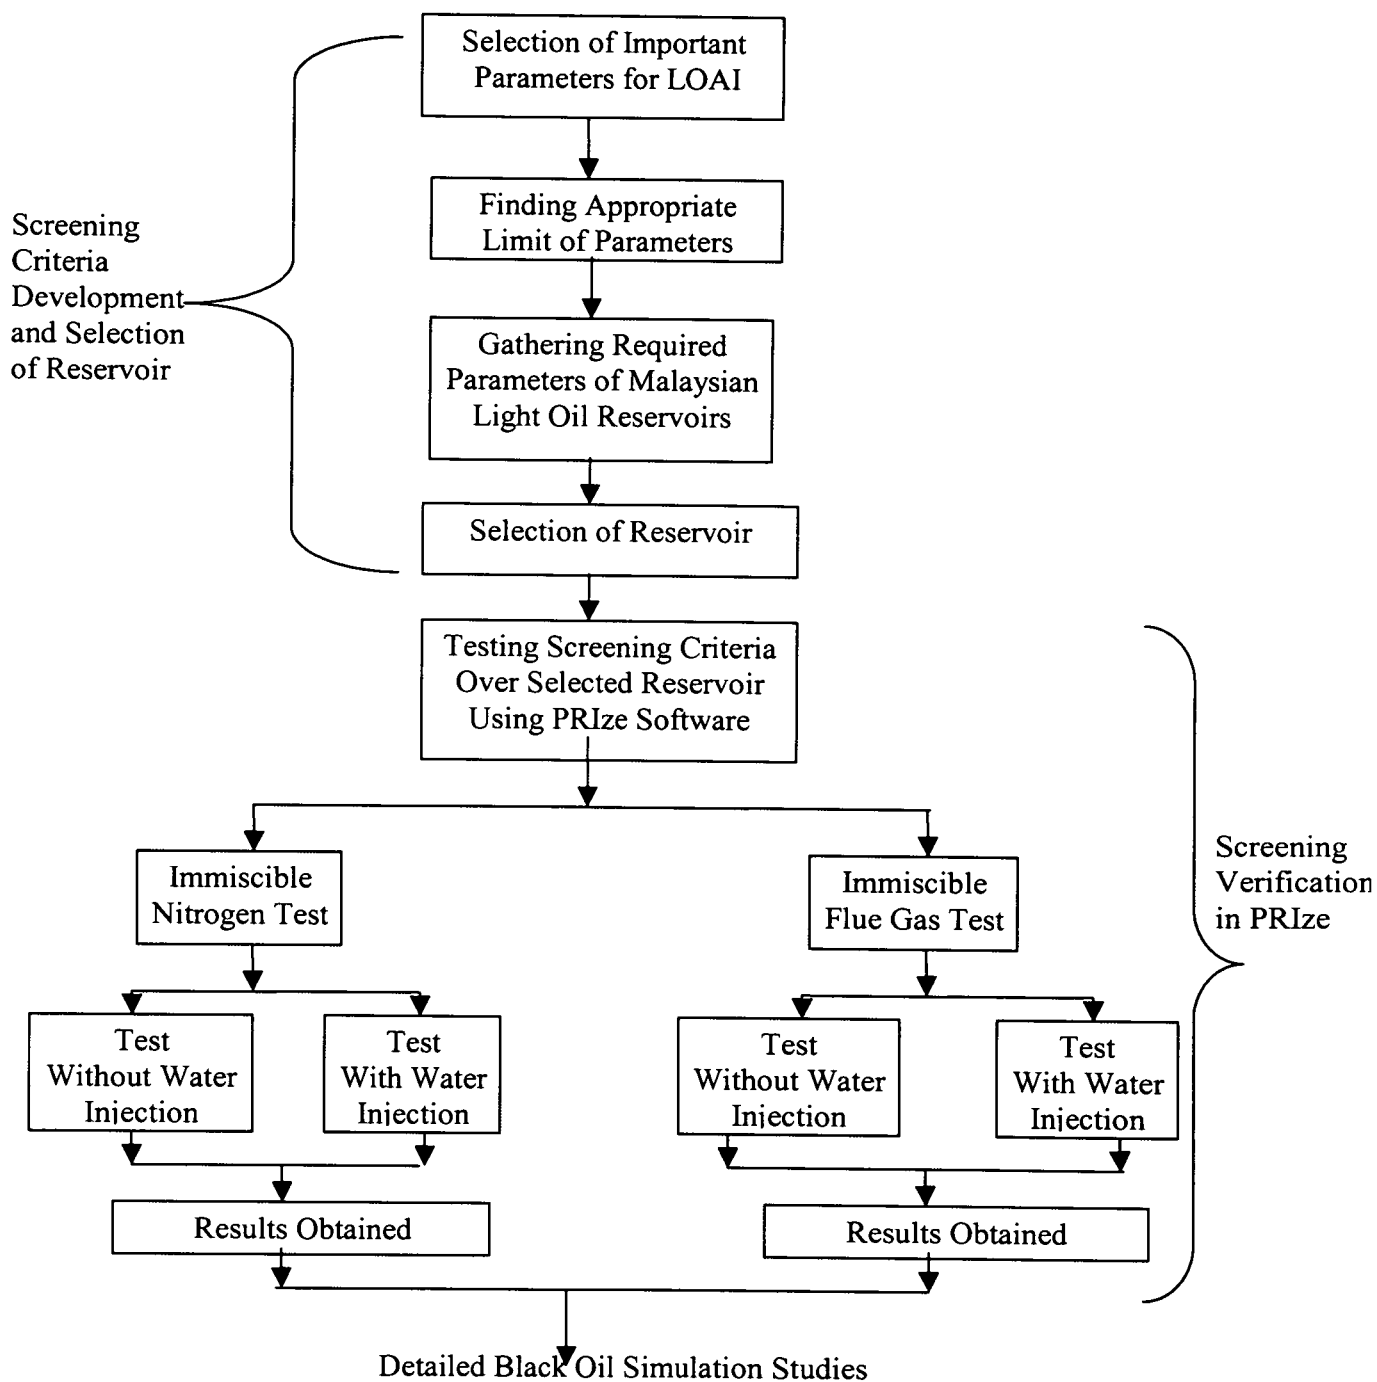 Selection of Important
Parameters for LOAI
Finding Appropriate
Limit of Parameters
Screening
Criteria
Development
and Selection
of Reservoir
Gathering Required
Parameters of Malaysian
Light Oil Reservoirs
Selection of Reservoir
Testing Screening Criteria
Over Selected Reservoir
Using PRIze Software
Immiscible
Nitrogen Test
Immiscible
Flue Gas Test
Screening
Verification
in PRIze
Test
Without Water
Injection
Test
With Water
Injection
Test
Without Water
Injection
Test
With Water
Injection
Results Obtained
Results Obtained
Detailed Black Oil Simulation Studies